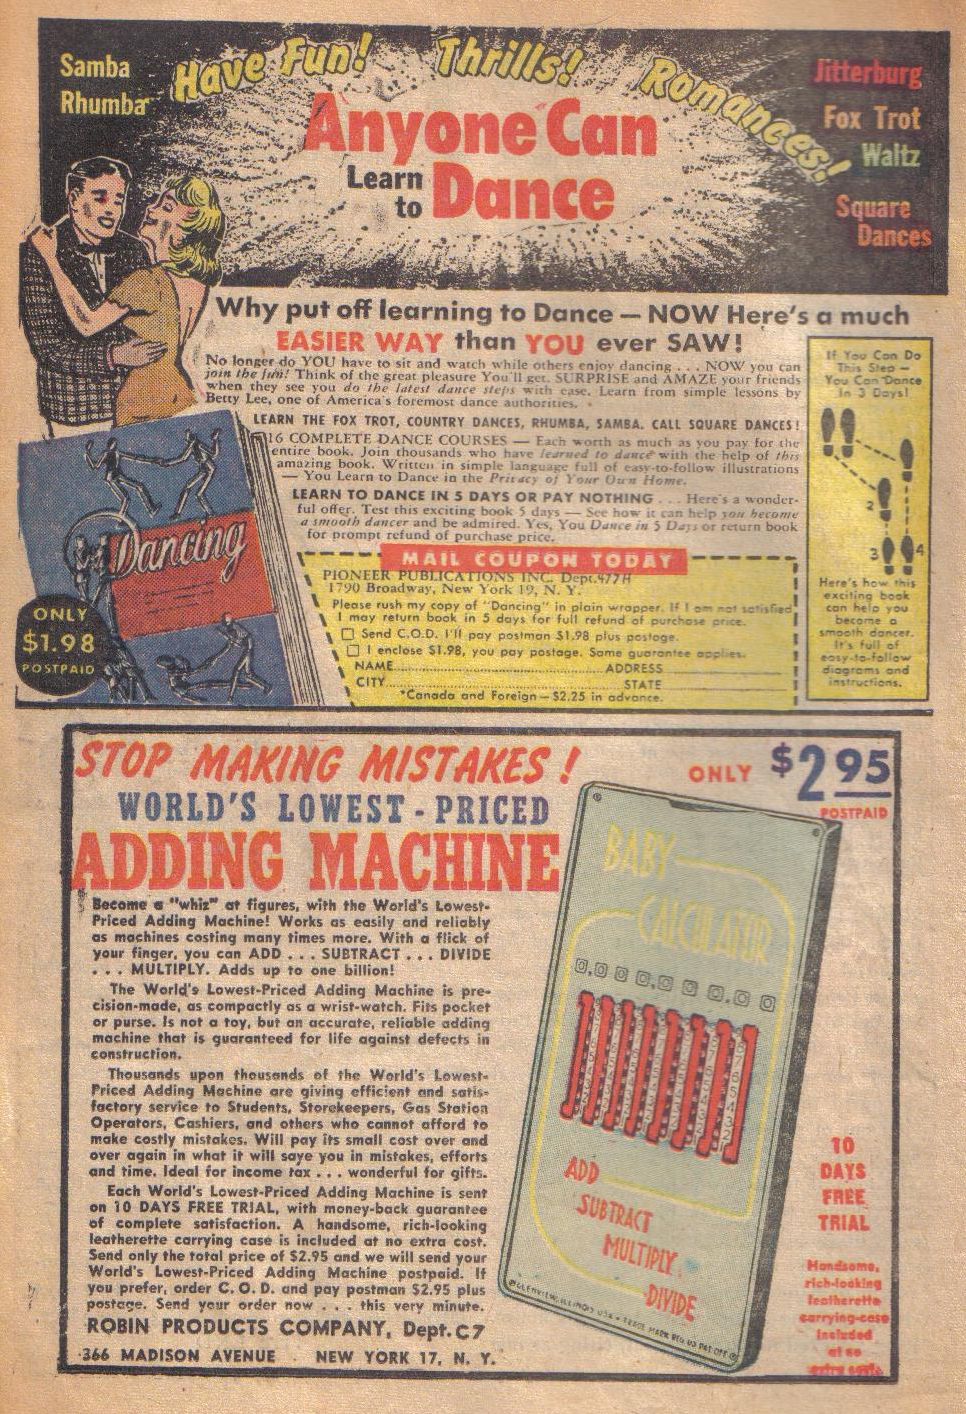 Samba
Rhumba
Have Fun! Thrills! Romances!
Jitterburg
Fox Trot
Waltz
Square
Dances
Anyone Can
Learn
to
Dance
Why put off learning to Dance — NOW Here's a much
EASIER WAY than YOU ever SAW!
No longer do YOU have to sit and watch while others enjoy dancing . . . NOW you can
join the fun! Think of the great pleasure You'll get. SURPRISE and AMAZE your friends
when they see you do the latest dance steps with ease. Learn from simple lessons by
Betty Lee, one of America's foremost dance authorities.
LEARN THE FOX TROT, COUNTRY DANCES, RHUMBA, SAMBA. CALL SQUARE DANCES!
16 COMPLETE DANCE COURSES — Each worth as much as you pay for the
entire book. Join thousands who have learned to dance with the help of this
amazing book. Written in simple language full of easy-to-follow illustrations
— You Learn to Dance in the Privacy of Your Own Home.
LEARN TO DANCE IN 5 DAYS OR PAY NOTHING . . . Here's a wonder-
ful offer. Test this exciting book 5 days — See how it can help you become
a smooth dancer and be admired. Yes, You Dance in 5 Days or return book
for prompt refund of purchase price.
If You Can Do
This Step —
You Can Dance
In 3 Days!
2
3
4
Here's how this
exciting book
can help you
become a
smooth dancer.
It's full of
easy-to-follow
diagrams and
instructions.
Dancing
ONLY
$1.98
POSTPAID
MAIL COUPON TODAY
PIONEER PUBLICATIONS INC. Dept. 477H
1790 Broadway, New York 19, N. Y.
Please rush my copy of "Dancing" in plain wrapper. If I am not satisfied
I may return book in 5 days for full refund of purchase price.
Send C.O.D. I'll pay postman $1.98 plus postage.
I enclose $1.98, you pay postage. Same guarantee applies.
NAME ADDRESS
CITY STATE
*Canada and Foreign — $2.25 in advance.
STOP MAKING MISTAKES!
WORLD'S LOWEST-PRICED
ADDING MACHINE
ONLY $2.95
POSTPAID
Become a "whiz" at figures, with the World's Lowest-
Priced Adding Machine! Works as easily and reliably
as machines costing many times more. With a flick of
your finger, you can ADD . . . SUBTRACT . . . DIVIDE
. . . MULTIPLY. Adds up to one billion!
The World's Lowest-Priced Adding Machine is pre-
cision-made, as compactly as a wrist-watch. Fits pocket
or purse. Is not a toy, but an accurate, reliable adding
machine that is guaranteed for life against defects in
construction.
Thousands upon thousands of the World's Lowest-
Priced Adding Machine are giving efficient and satis-
factory service to Students, Storekeepers, Gas Station
Operators, Cashiers, and others who cannot afford to
make costly mistakes. Will pay its small cost over and
over again in what it will save you in mistakes, efforts
and time. Ideal for income tax . . . wonderful for gifts.
Each World's Lowest-Priced Adding Machine is sent
on 10 DAYS FREE TRIAL, with money-back guarantee
of complete satisfaction. A handsome, rich-looking
leatherette carrying case is included at no extra cost.
Send only the total price of $2.95 and we will send your
World's Lowest-Priced Adding Machine postpaid. If
you prefer, order C. O. D. and pay postman $2.95 plus
postage. Send your order now . . . this very minute.
ROBIN PRODUCTS COMPANY, Dept. C7
366 MADISON AVENUE NEW YORK 17, N. Y.
BABY
CALCULATOR
0,000,000.00
ADD
SUBTRACT
MULTIPLY
DIVIDE
GLENVIEW, ILLINOIS USA • TRADE MARK REG US PAT OFF
10
DAYS
FREE
TRIAL
Handsome,
rich-looking
leatherette
carrying-case
included
at no
extra cost.